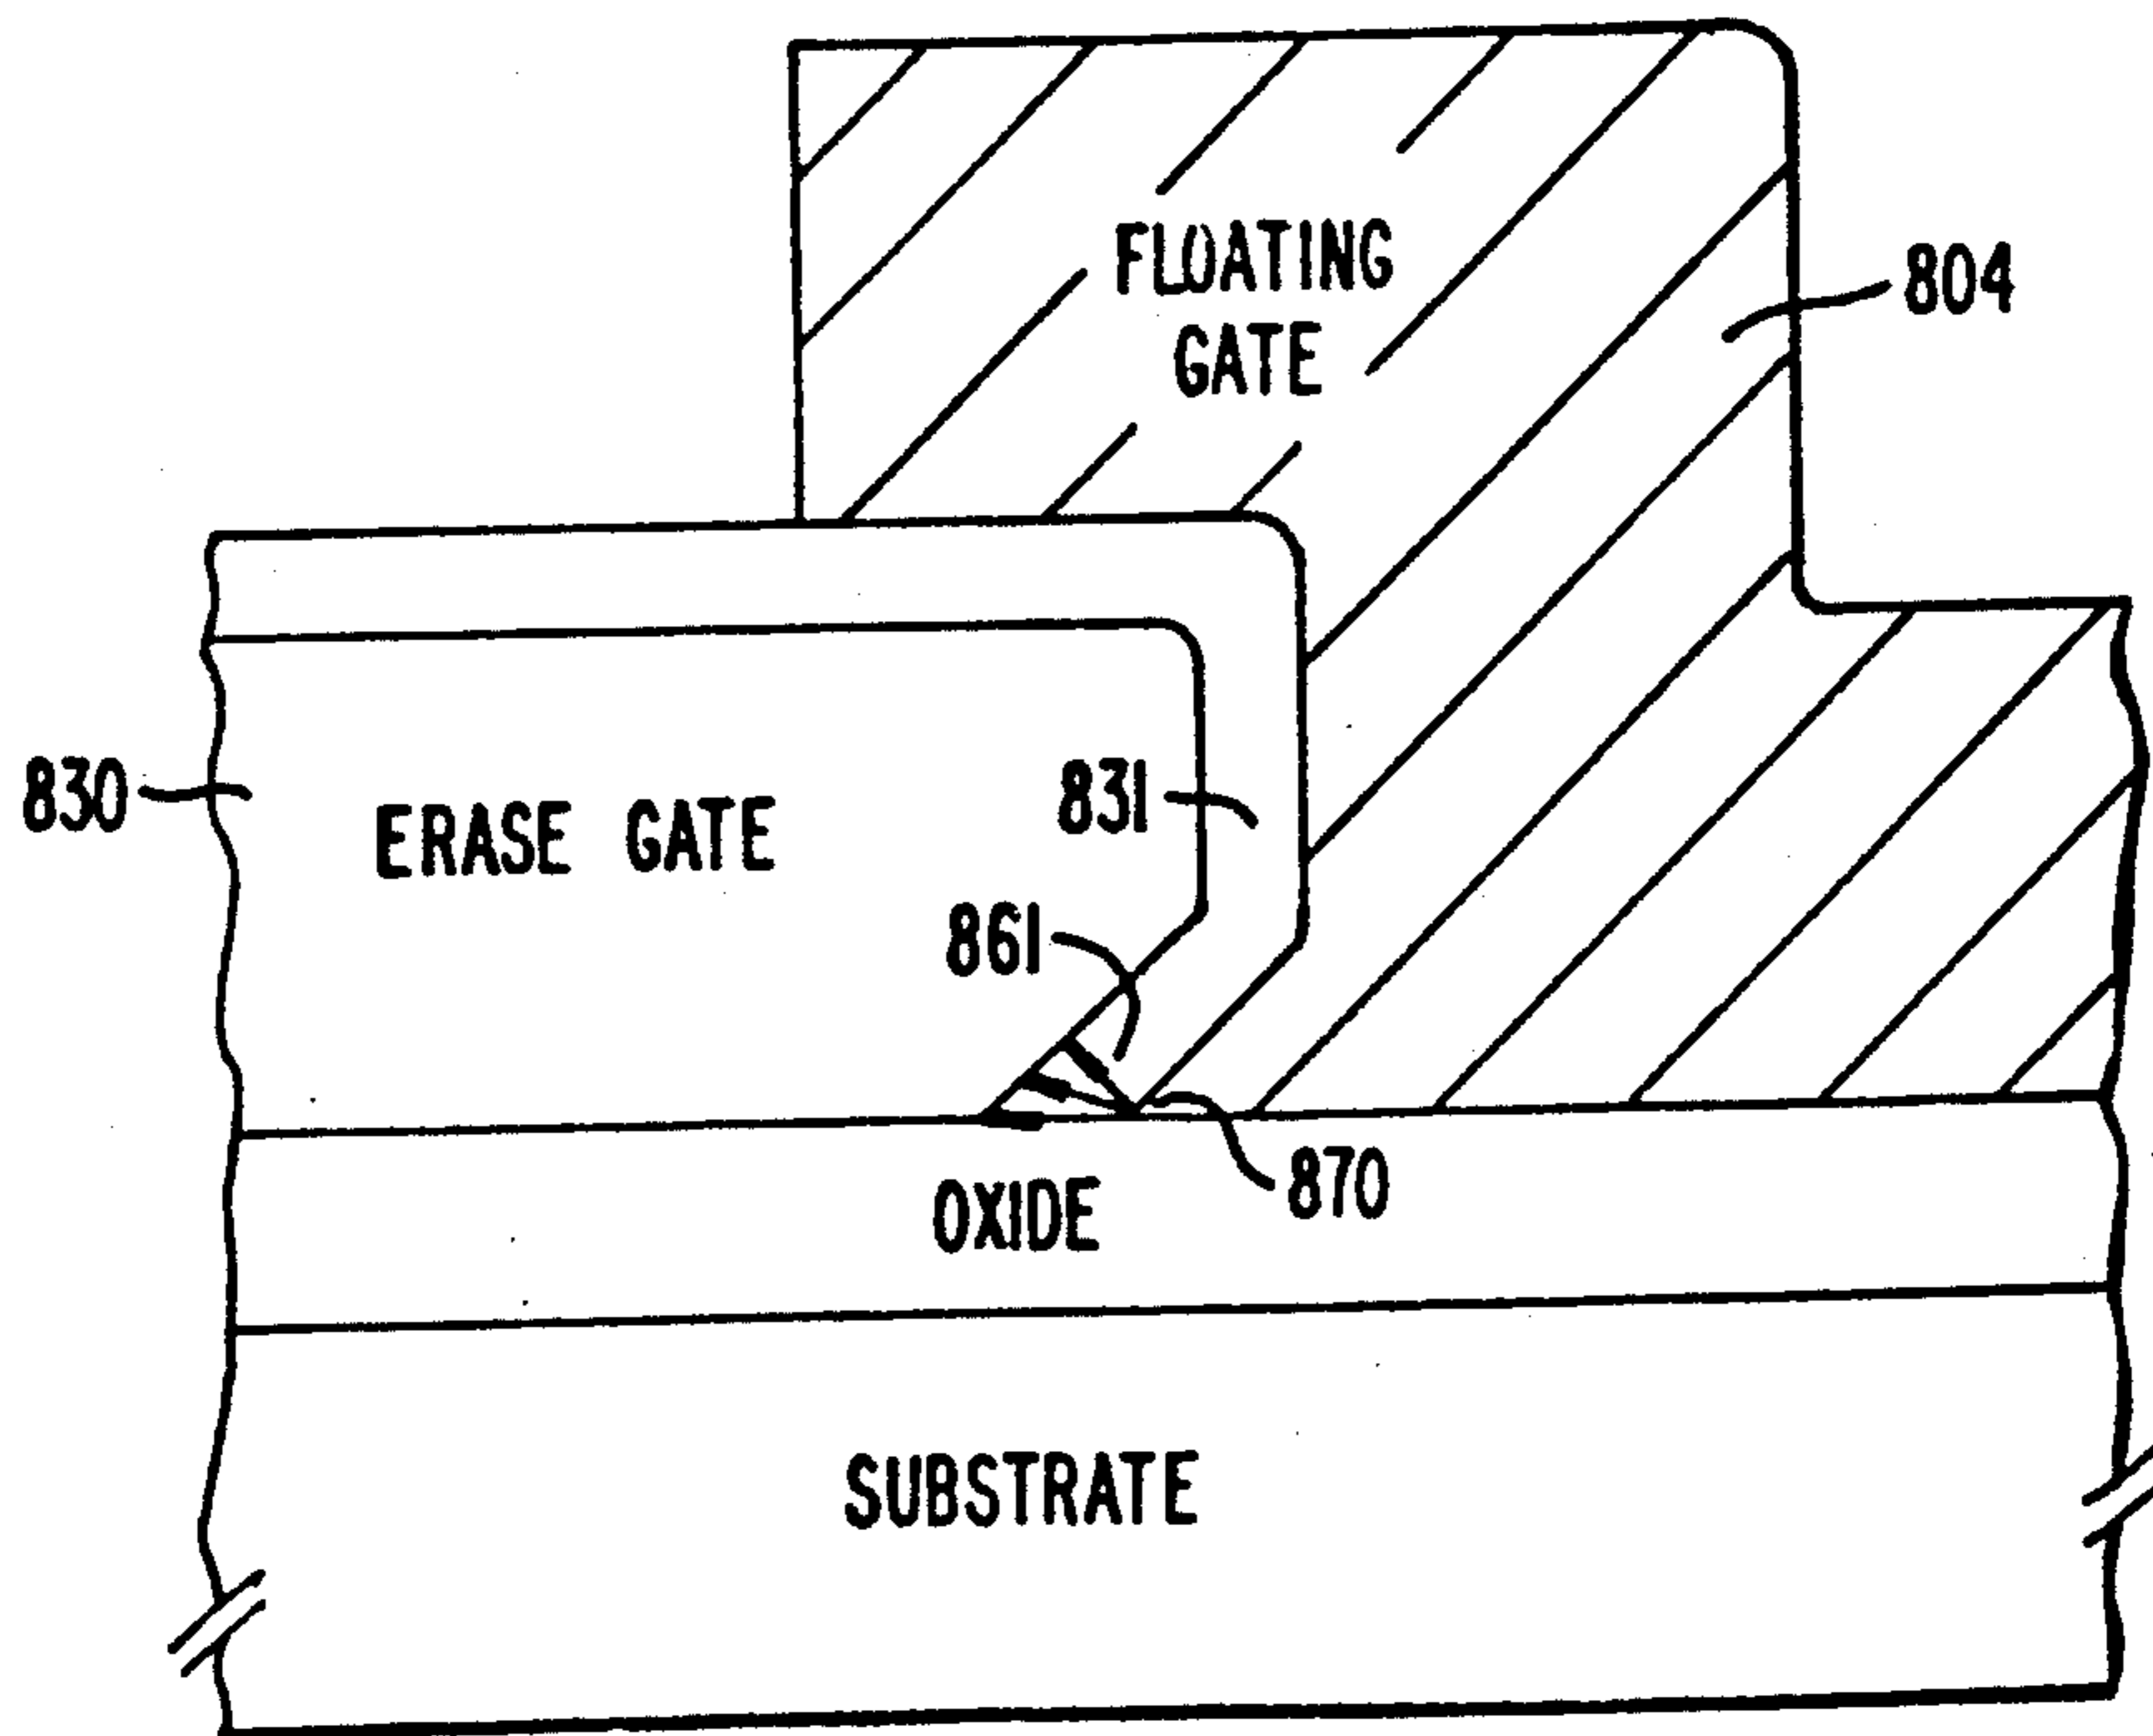 FLOATING
GATE
804
830
ERASE GATE
831
861
870
OXIDE
SUBSTRATE